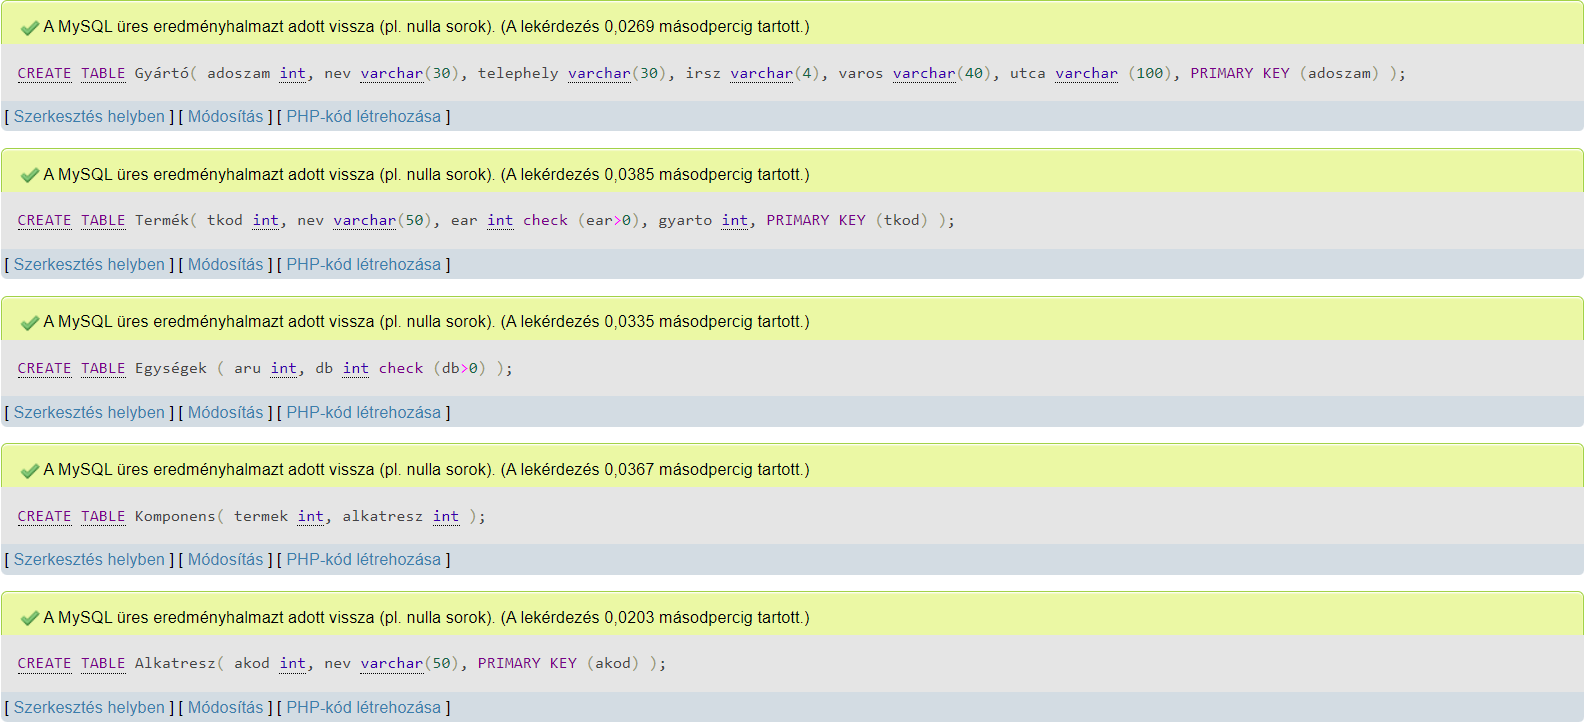 A MySQL üres eredményhalmazt adott vissza (pl. nulla sorok). (A lekérdezés 0,0269 másodpercig tartott.)
CREATE TABLE Gyártó( adoszam int, nev varchar(30), telephely varchar(30), irsz varchar(4), varos varchar(40), utca varchar (100), PRIMARY KEY (adoszam) );
[ Szerkesztés helyben ] [ Módosítás ] [ PHP-kód létrehozása ]
A MySQL üres eredményhalmazt adott vissza (pl. nulla sorok). (A lekérdezés 0,0385 másodpercig tartott.)
CREATE TABLE Termék( tkod int, nev varchar(50), ear int check (ear>0), gyarto int, PRIMARY KEY (tkod) );
[ Szerkesztés helyben ] [ Módosítás ] [ PHP-kód létrehozása ]
A MySQL üres eredményhalmazt adott vissza (pl. nulla sorok). (A lekérdezés 0,0335 másodpercig tartott.)
CREATE TABLE Egységek ( aru int, db int check (db>0) );
[ Szerkesztés helyben ] [ Módosítás ] [ PHP-kód létrehozása ]
A MySQL üres eredményhalmazt adott vissza (pl. nulla sorok). (A lekérdezés 0,0367 másodpercig tartott.)
CREATE TABLE Komponens( termek int, alkatresz int );
[ Szerkesztés helyben ] [ Módosítás ] [ PHP-kód létrehozása ]
A MySQL üres eredményhalmazt adott vissza (pl. nulla sorok). (A lekérdezés 0,0203 másodpercig tartott.)
CREATE TABLE Alkatresz( akod int, nev varchar(50), PRIMARY KEY (akod) );
[ Szerkesztés helyben ] [ Módosítás ] [ PHP-kód létrehozása ]